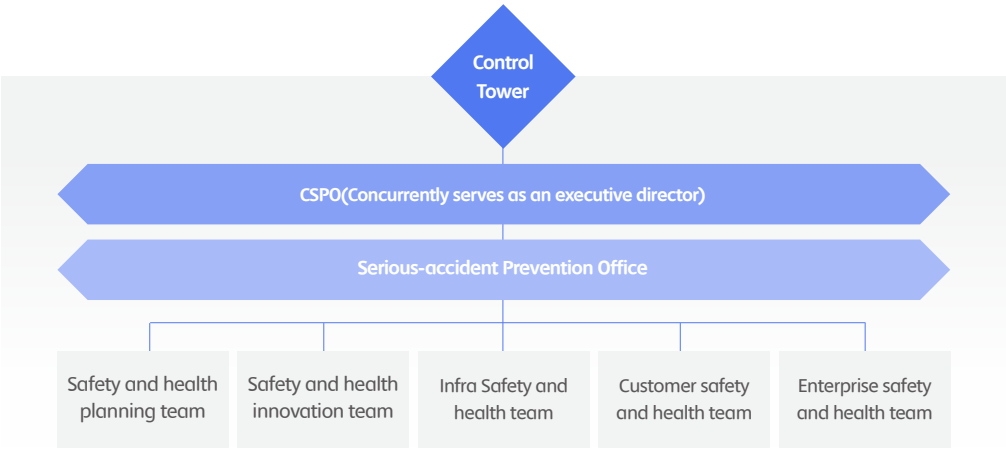 Control
Tower
CSPO(Concurrently serves as an executive director)
Serious-accident Prevention Office
Safety and health
planning team
Safety and health
innovation team
Infra Safety and
health team
Customer safety
and health team
Enterprise safety
and health team